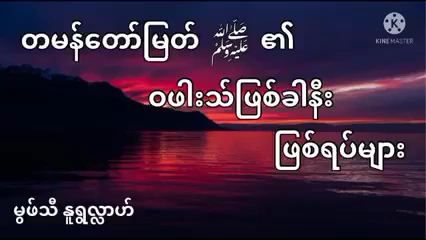 KINEMASTER
တမန်တော်မြတ် ﷺ ၏
ဝဖါးသ်ဖြစ်ခါနီး
ဖြစ်ရပ်များ
မွဖ်သီ နူရွလ္လာဟ်